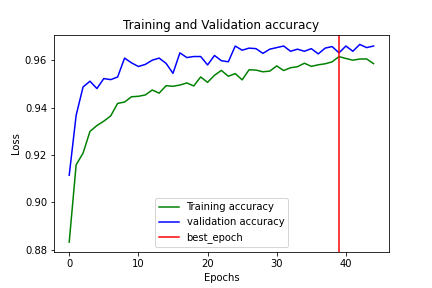 Training and Validation accuracy
Loss
0.96
0.94
0.92
0.90
0.88
Training accuracy
validation accuracy
best_epoch
0
10
20
30
40
Epochs